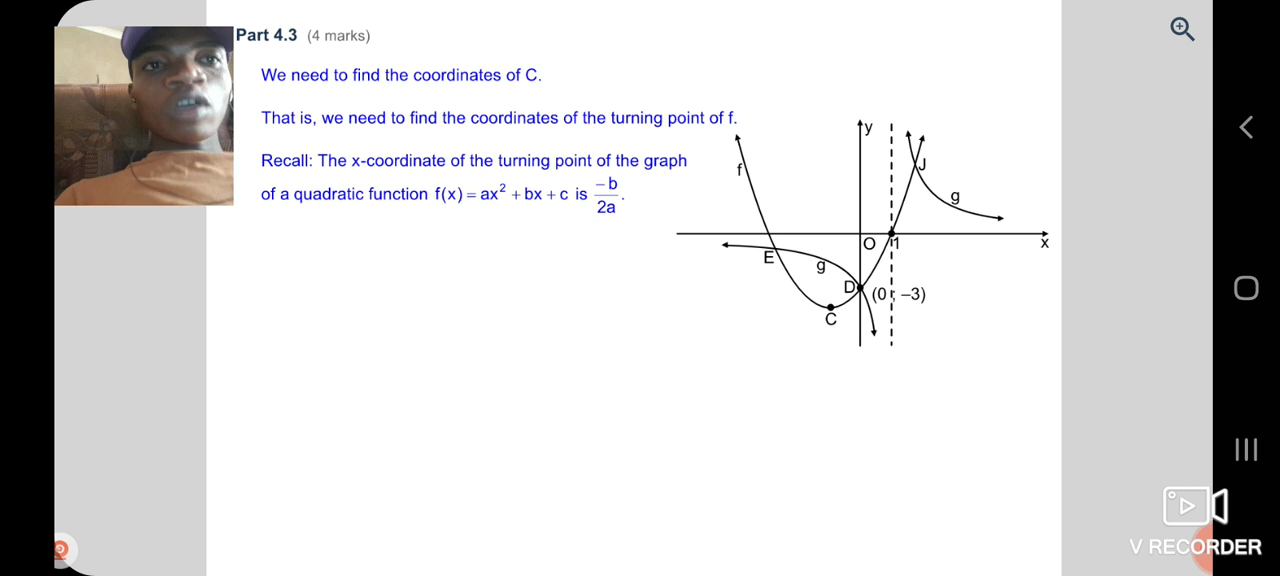 Part 4.3 (4 marks)
We need to find the coordinates of C.
That is, we need to find the coordinates of the turning point of f.
Recall: The x-coordinate of the turning point of the graph
of a quadratic function f(x) = ax² + bx + c is −b/2a.
y
f
J
g
O
1
x
E
g
D
(0 ; −3)
C
V RECORDER